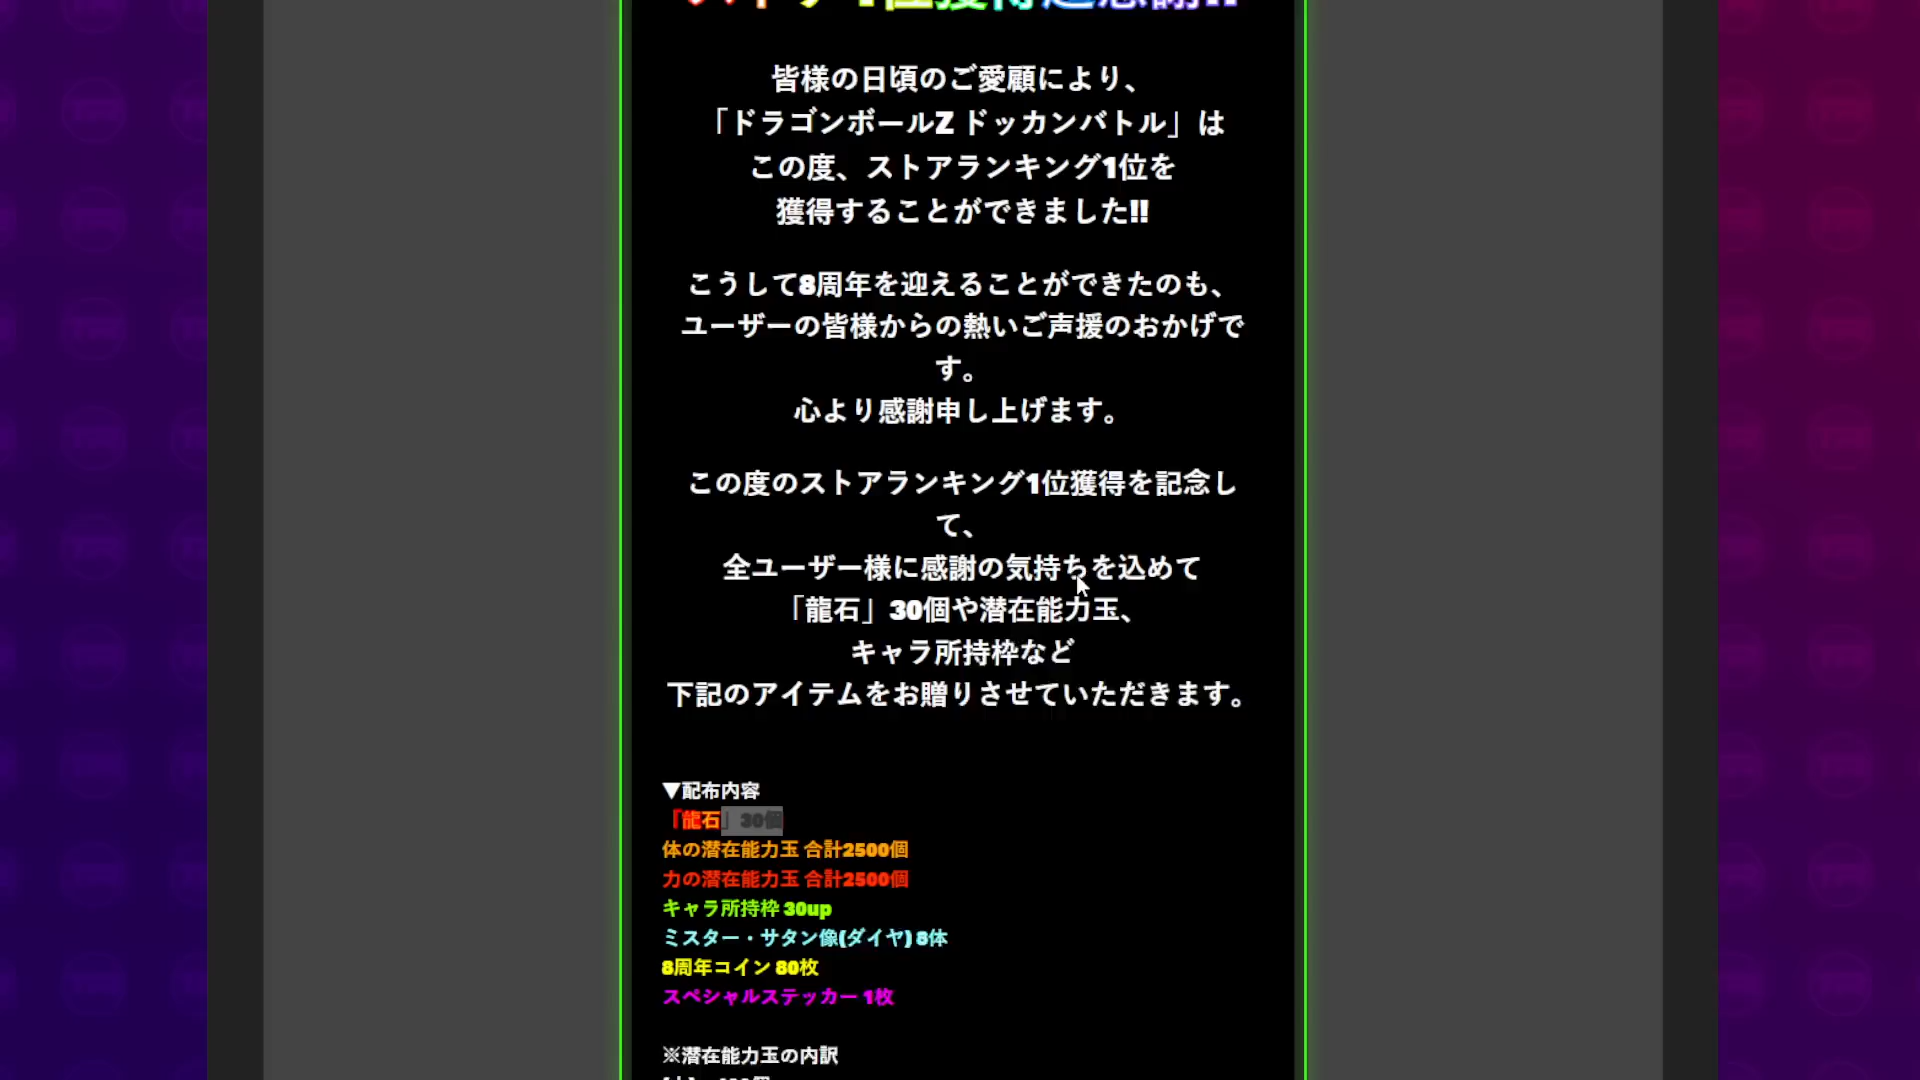 皆様の日頃のご愛顧により、
「ドラゴンボールZ ドッカンバトル」は
この度、ストアランキング1位を
獲得することができました!!
こうして8周年を迎えることができたのも、
ユーザーの皆様からの熱いご声援のおかげで
す。
心より感謝申し上げます。
この度のストアランキング1位獲得を記念し
て、
全ユーザー様に感謝の気持ちを込めて
「龍石」30個や潜在能力玉、
キャラ所持枠など
下記のアイテムをお贈りさせていただきます。
▼配布内容
「龍石」30個
体の潜在能力玉 合計2500個
力の潜在能力玉 合計2500個
キャラ所持枠 30up
ミスター・サタン像(ダイヤ) 8体
8周年コイン 80枚
スペシャルステッカー 1枚
※潜在能力玉の内訳